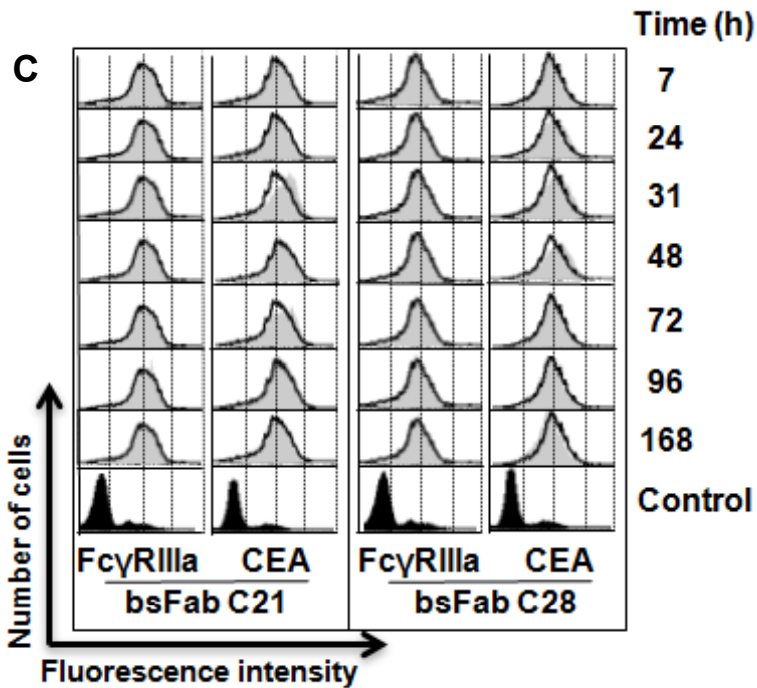 C
Time (h)
7
24
31
48
72
96
168
Control
Number of cells
FcγRIIIa CEA FcγRIIIa CEA
bsFab C21 bsFab C28
Fluorescence intensity